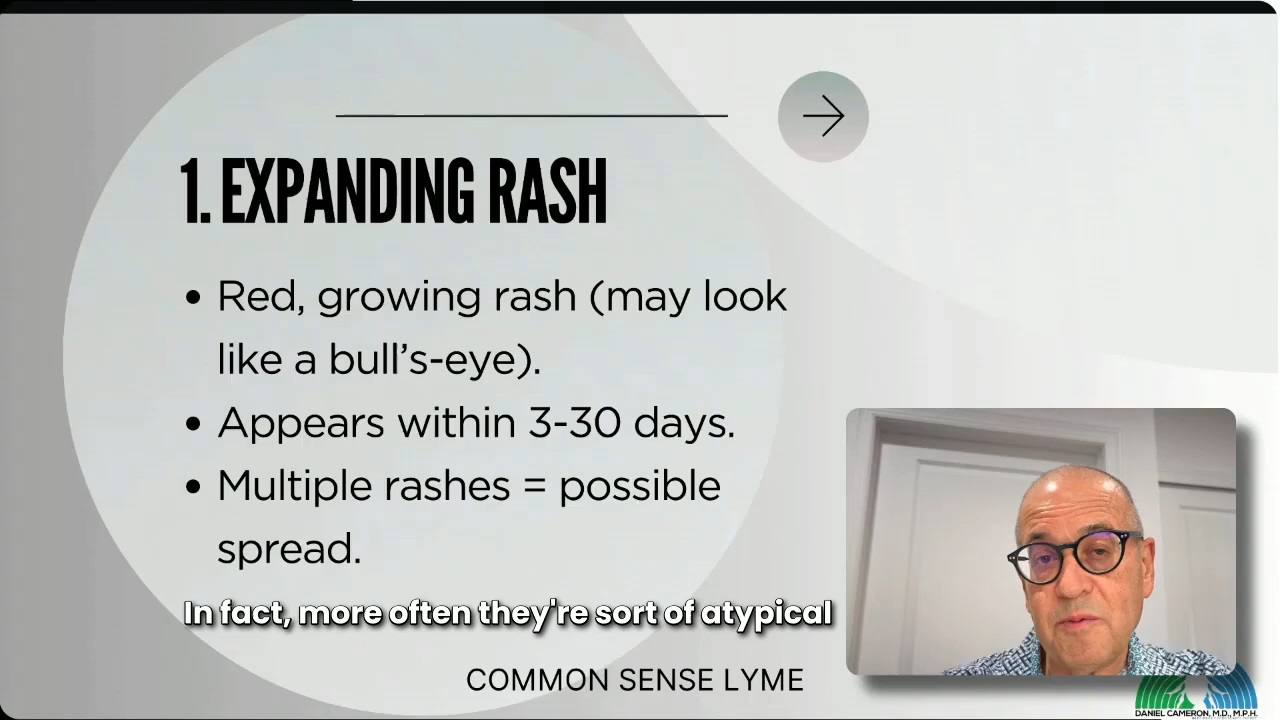 1. EXPANDING RASH
• Red, growing rash (may look
like a bull’s-eye).
• Appears within 3-30 days.
• Multiple rashes = possible
spread.
In fact, more often they're sort of atypical
COMMON SENSE LYME
DANIEL CAMERON, M.D., M.P.H.